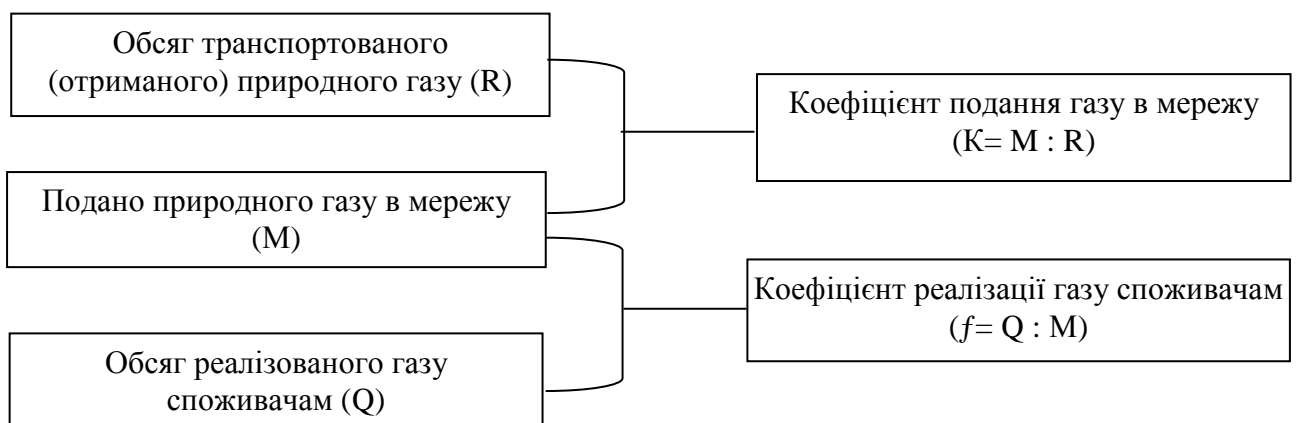 Обсяг транспортованого
(отриманого) природного газу (R)
Коефіцієнт подання газу в мережу
(К= М : R)
Подано природного газу в мережу
(М)
Коефіцієнт реалізації газу споживачам
(ƒ= Q : М)
Обсяг реалізованого газу
споживачам (Q)